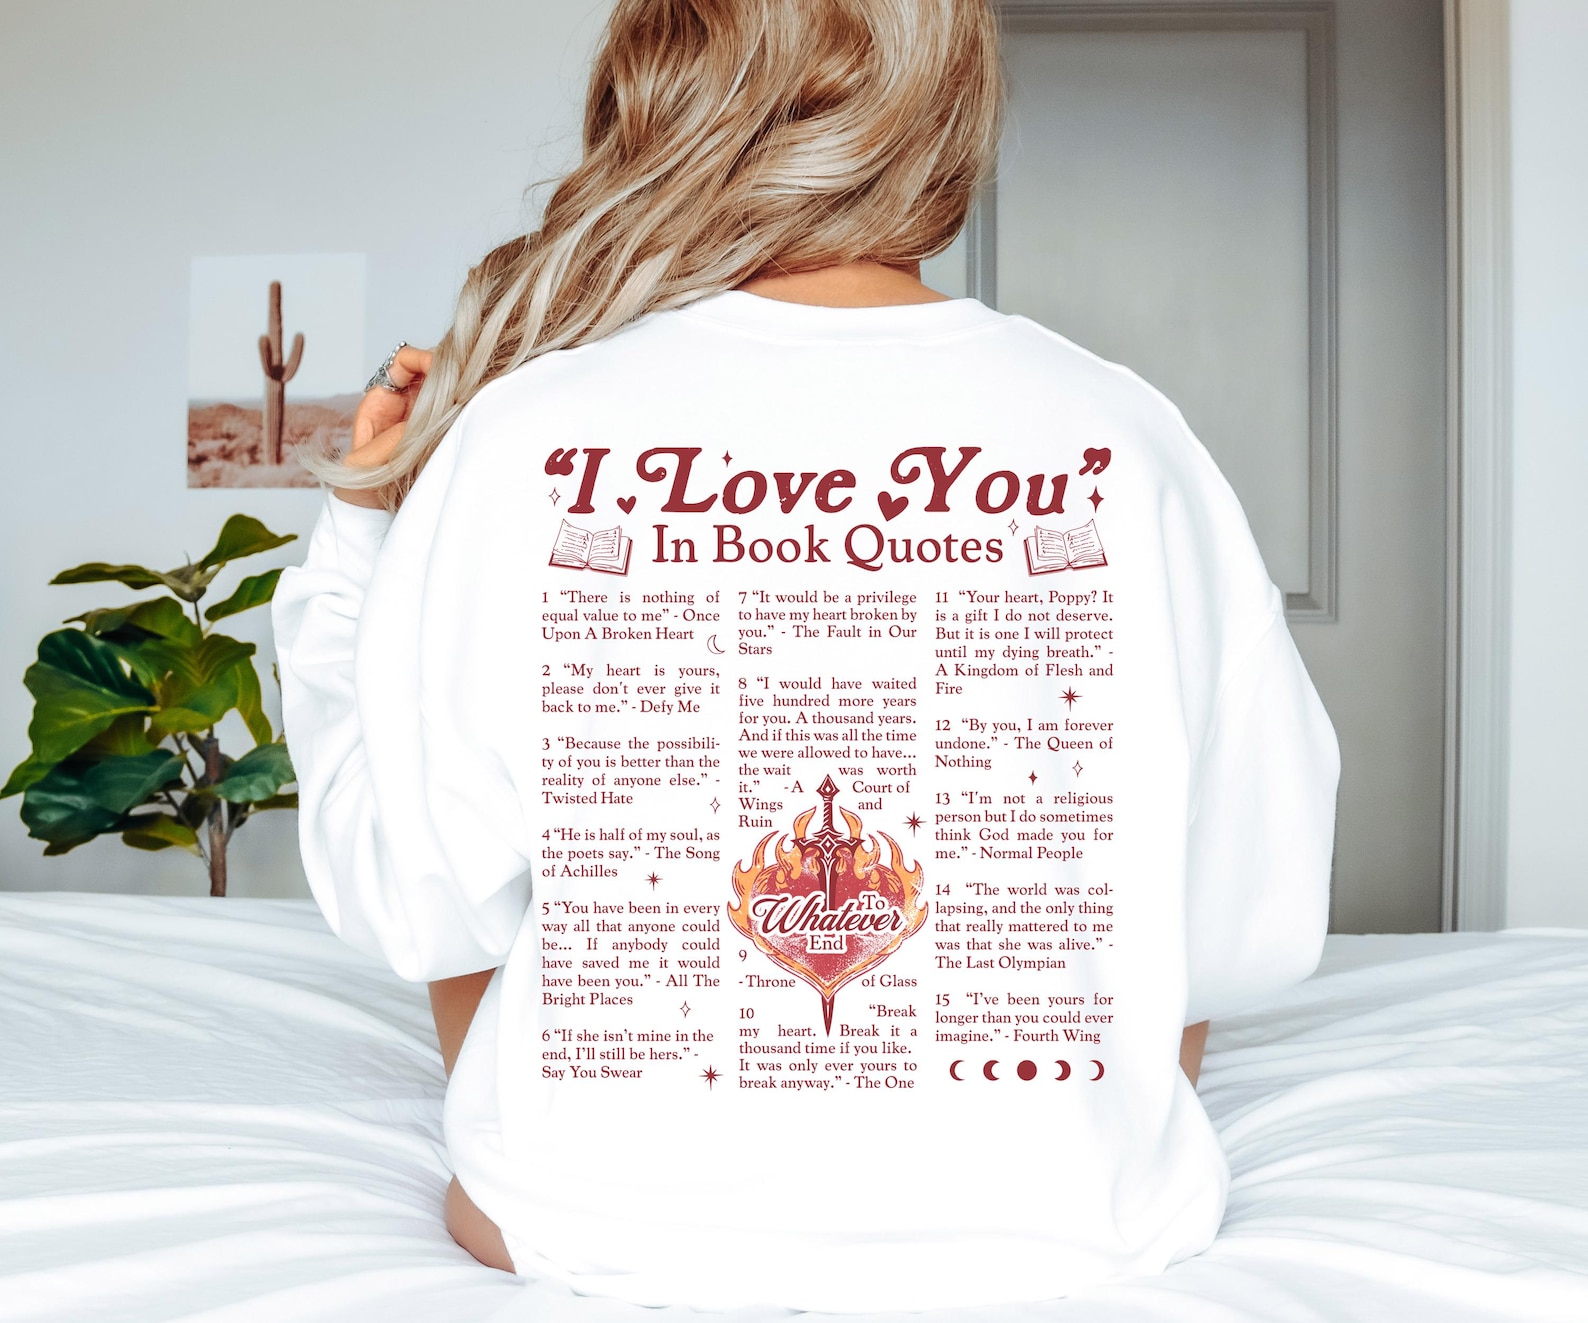 “I Love You”
In Book Quotes
1 “There is nothing of
equal value to me” - Once
Upon A Broken Heart
2 “My heart is yours,
please don't ever give it
back to me.” - Defy Me
3 “Because the possibili-
ty of you is better than the
reality of anyone else.” -
Twisted Hate
4 “He is half of my soul, as
the poets say.” - The Song
of Achilles
5 “You have been in every
way all that anyone could
be... If anybody could
have saved me it would
have been you.” - All The
Bright Places
6 “If she isn’t mine in the
end, I’ll still be hers.” -
Say You Swear
7 “It would be a privilege
to have my heart broken by
you.” - The Fault in Our
Stars
8 “I would have waited
five hundred more years
for you. A thousand years.
And if this was all the time
we were allowed to have...
the wait was worth
it.” - A Court of
Wings and
Ruin
To
Whatever
End
9
- Throne of Glass
10 “Break
my heart. Break it a
thousand time if you like.
It was only ever yours to
break anyway.” - The One
11 “Your heart, Poppy? It
is a gift I do not deserve.
But it is one I will protect
until my dying breath.” -
A Kingdom of Flesh and
Fire
12 “By you, I am forever
undone.” - The Queen of
Nothing
13 “I'm not a religious
person but I do sometimes
think God made you for
me.” - Normal People
14 “The world was col-
lapsing, and the only thing
that really mattered to me
was that she was alive.” -
The Last Olympian
15 “I’ve been yours for
longer than you could ever
imagine.” - Fourth Wing